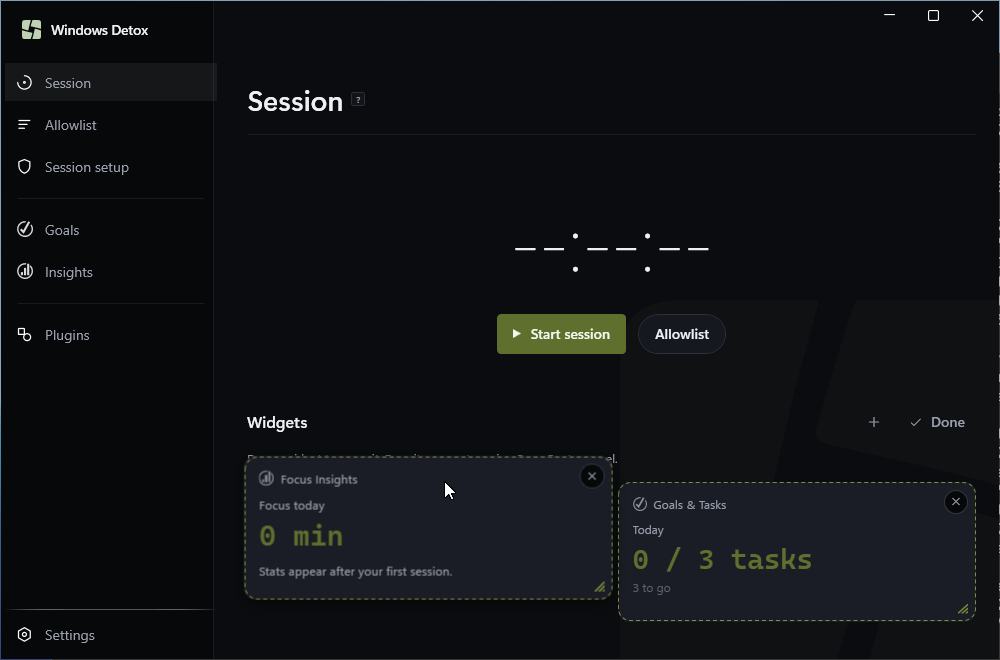 Windows Detox
Session
Allowlist
Session setup
Goals
Insights
Plugins
Settings
Session ?
– – : – – : – –
Start session
Allowlist
Widgets
Done
Focus Insights
Focus today
0 min
Stats appear after your first session.
Goals & Tasks
Today
0 / 3 tasks
3 to go